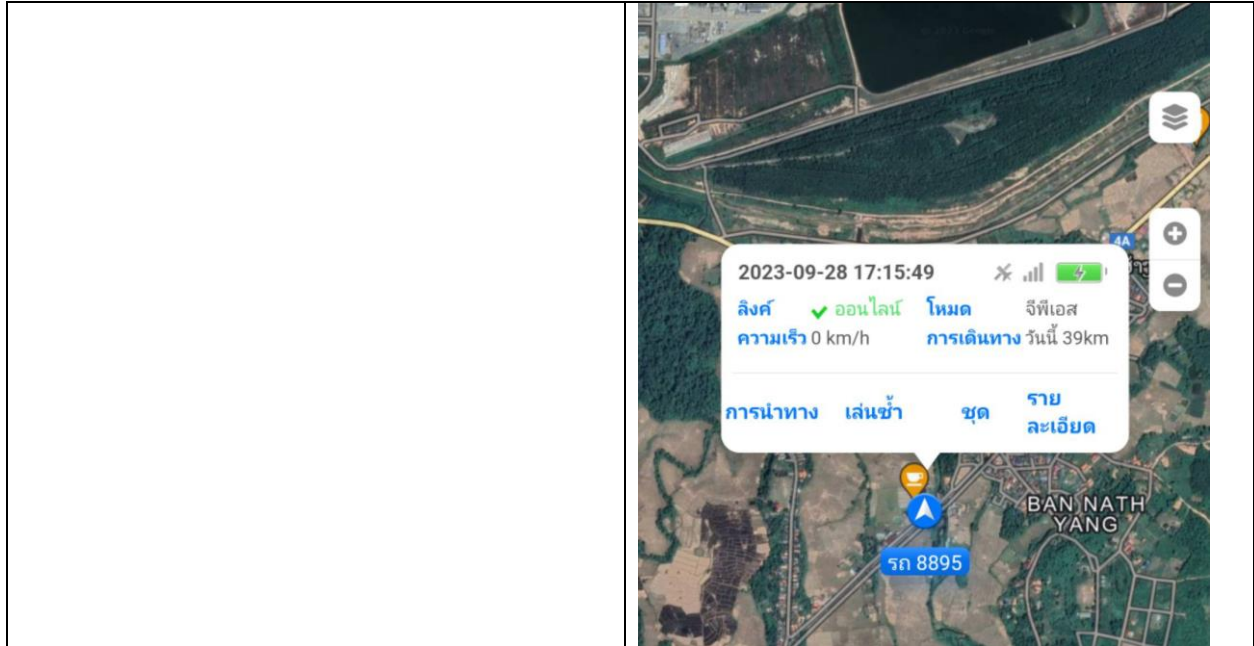 4A
2023-09-28 17:15:49
ลิงค์ ออนไลน์ โหมด จีพีเอส
ความเร็ว 0 km/h การเดินทาง วันนี้ 39km
การนำทาง เล่นซ้ำ ชุด ราย
ละเอียด
BAN NATH
YANG
รถ 8895